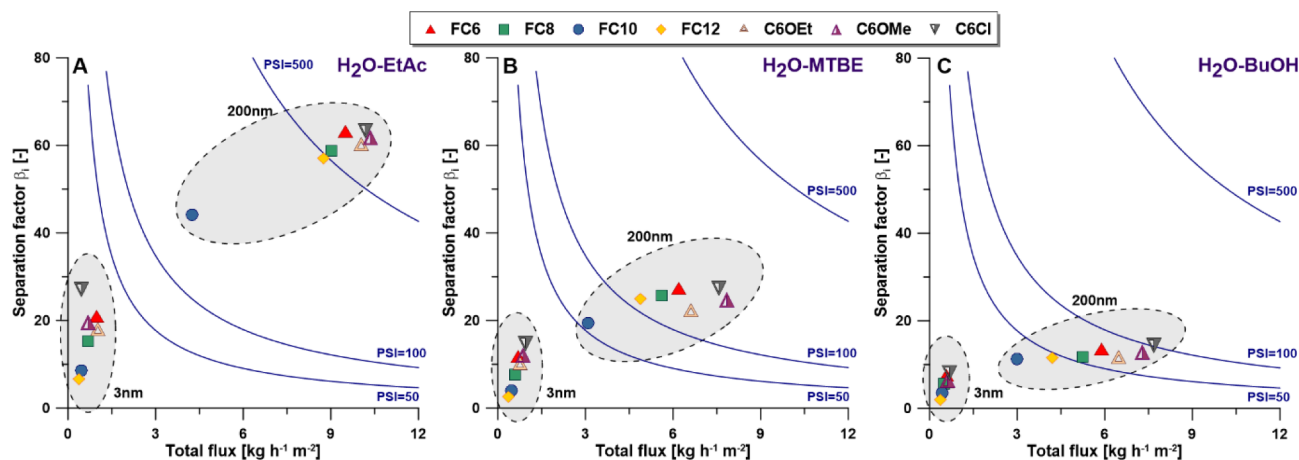 FC6 FC8 FC10 FC12 C6OEt C6OMe C6Cl
A
H2O-EtAc
PSI=500
200nm
PSI=100
PSI=50
3nm
Separation factor βi [-]
80
60
40
20
0
0 3 6 9 12
Total flux [kg h-1 m-2]
B
H2O-MTBE
PSI=500
200nm
PSI=100
PSI=50
3nm
Separation factor βi [-]
80
60
40
20
0
0 3 6 9 12
Total flux [kg h-1 m-2]
C
H2O-BuOH
PSI=500
200nm
PSI=100
PSI=50
3nm
Separation factor βi [-]
80
60
40
20
0
0 3 6 9 12
Total flux [kg h-1 m-2]